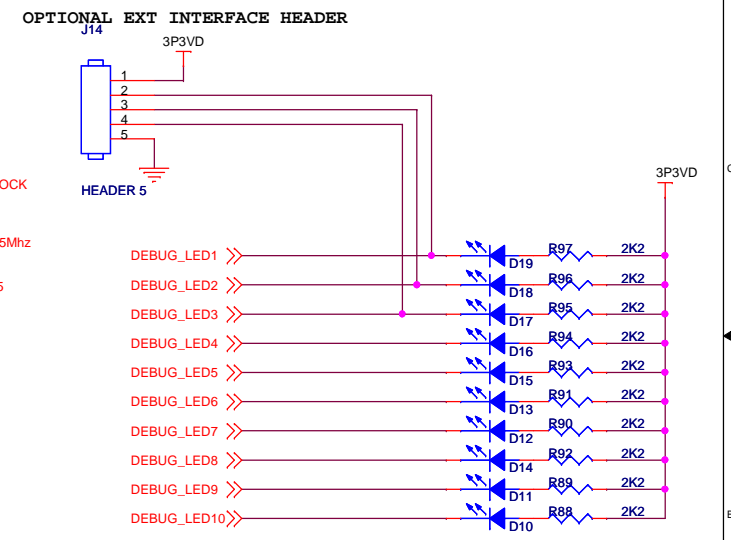 OPTIONAL EXT INTERFACE HEADER
J14
3P3VD
1
2
3
4
5
HEADER 5
OCK
5Mhz
5
3P3VD
DEBUG_LED1 D19 R97 2K2
DEBUG_LED2 D18 R96 2K2
DEBUG_LED3 D17 R95 2K2
DEBUG_LED4 D16 R94 2K2
DEBUG_LED5 D15 R93 2K2
DEBUG_LED6 D13 R91 2K2
DEBUG_LED7 D12 R90 2K2
DEBUG_LED8 D14 R92 2K2
DEBUG_LED9 D11 R89 2K2
DEBUG_LED10 D10 R88 2K2